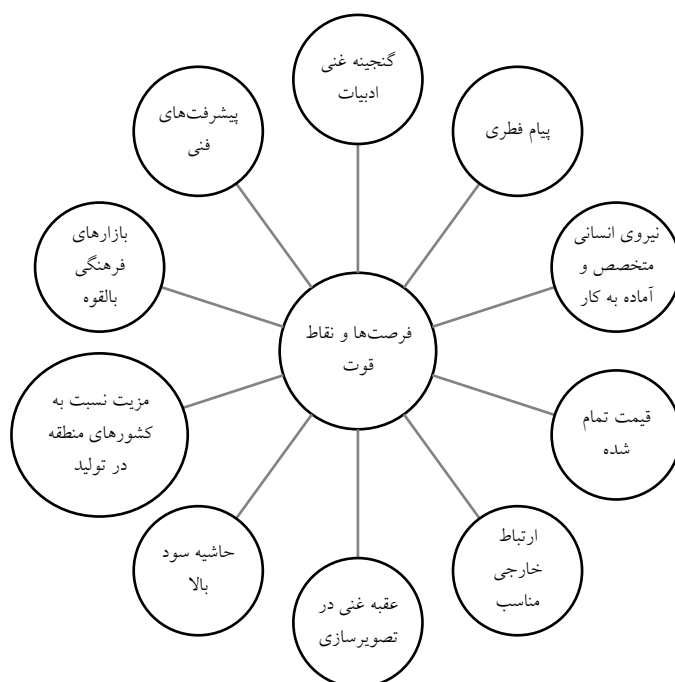 گنجینه غنی
ادبیات
پیام فطری
نیروی انسانی
متخصص و
آماده به کار
قیمت تمام
شده
ارتباط
خارجی
مناسب
عقبه غنی در
تصویرسازی
حاشیه سود
بالا
مزیت نسبت به
کشورهای منطقه
در تولید
بازارهای
فرهنگی
بالقوه
پیشرفت‌های
فنی
فرصت‌ها و نقاط
قوت